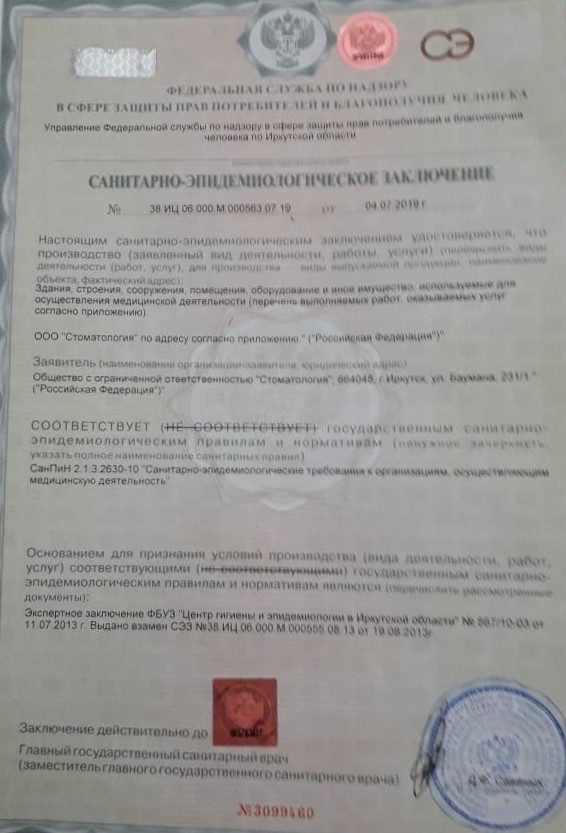 СЭ
ФЕДЕРАЛЬНАЯ СЛУЖБА ПО НАДЗОРУ
В СФЕРЕ ЗАЩИТЫ ПРАВ ПОТРЕБИТЕЛЕЙ И БЛАГОПОЛУЧИЯ ЧЕЛОВЕКА
Управление Федеральной службы по надзору в сфере защиты прав потребителей и благополучия
человека по Иркутской области
САНИТАРНО-ЭПИДЕМИОЛОГИЧЕСКОЕ ЗАКЛЮЧЕНИЕ
№ 38.ИЦ.06.000.М.000563.07.19 от 04.07.2019 г.
Настоящим санитарно-эпидемиологическим заключением удостоверяется, что
производство (заявленный вид деятельности, работы, услуги) (перечислить виды
деятельности (работ, услуг), для производства — виды выпускаемой продукции, наименование
объекта, фактический адрес):
Здания, строения, сооружения, помещения, оборудование и иное имущество, используемые для
осуществления медицинской деятельности (перечень выполняемых работ, оказываемых услуг
согласно приложению)
ООО "Стоматология" по адресу согласно приложению " ("Российская Федерация")"
Заявитель (наименование организации-заявителя, юридический адрес)
Общество с ограниченной ответственностью "Стоматология", 664048, г.Иркутск, ул. Баумана, 231/1 "
("Российская Федерация")"
СООТВЕТСТВУЕТ (НЕ СООТВЕТСТВУЕТ) государственным санитарно-
эпидемиологическим правилам и нормативам (ненужное зачеркнуть,
указать полное наименование санитарных правил)
СанПиН 2.1.3.2630-10 "Санитарно-эпидемиологические требования к организациям, осуществляющим
медицинскую деятельность"
Основанием для признания условий производства (вида деятельности, работ,
услуг) соответствующими (не соответствующими) государственным санитарно-
эпидемиологическим правилам и нормативам являются (перечислить рассмотренные
документы):
Экспертное заключение ФБУЗ "Центр гигиены и эпидемиологии в Иркутской области" № 867/10-03 от
11.07.2013 г. Выдано взамен СЭЗ №38.ИЦ.06.000.М.000555.08.13 от 19.08.2013г
Заключение действительно до
Главный государственный санитарный врач
(заместитель главного государственного санитарного врача)
№3099460